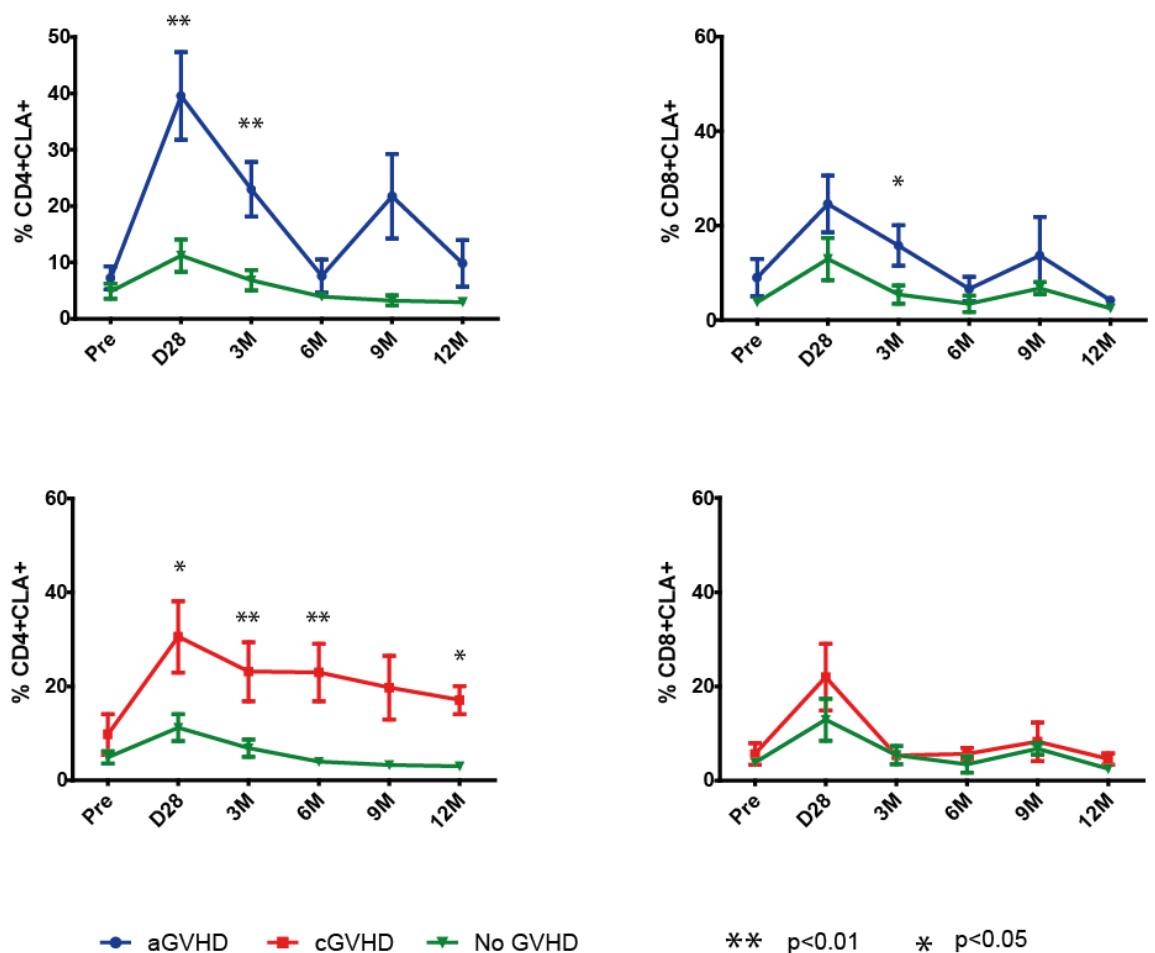 **
50
40
**
30
20
10
0
% CD4+CLA+
Pre D28 3M 6M 9M 12M
60
40
*
20
0
% CD8+CLA+
Pre D28 3M 6M 9M 12M
60
40
*
** **
*
20
0
% CD4+CLA+
Pre D28 3M 6M 9M 12M
60
40
20
0
% CD8+CLA+
Pre D28 3M 6M 9M 12M
aGVHD cGVHD No GVHD ** p<0.01 * p<0.05